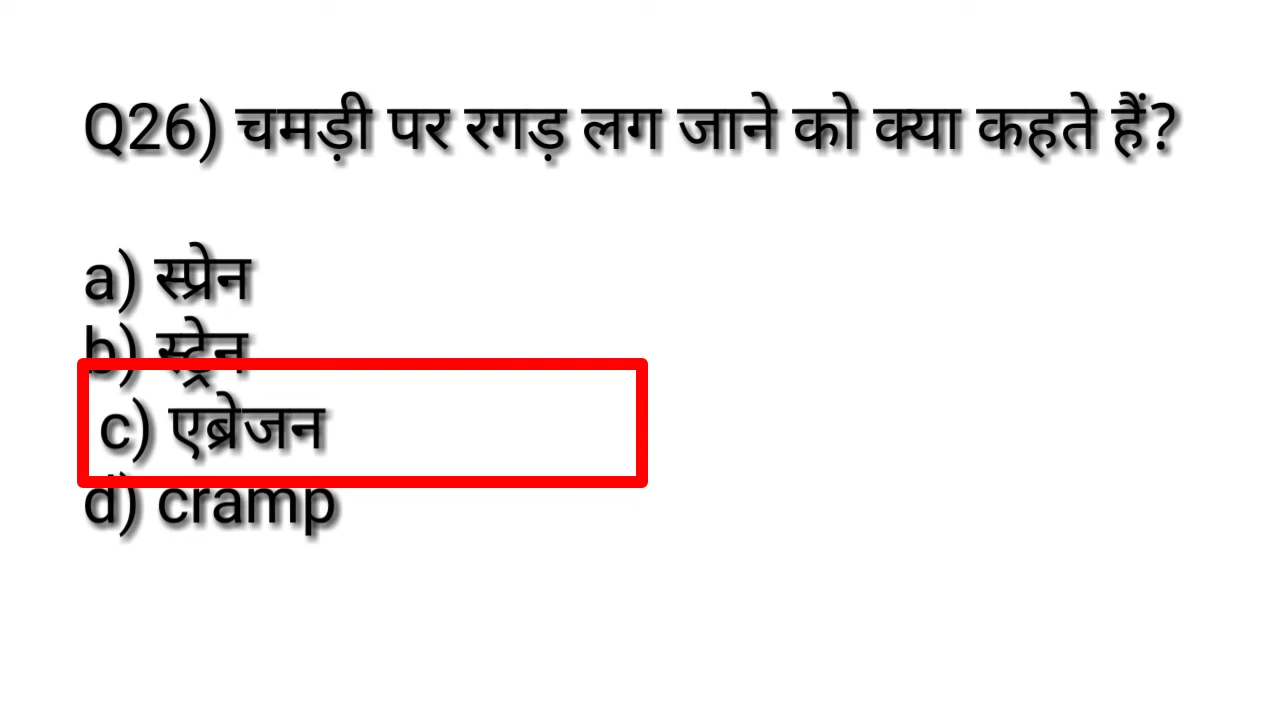 Q26) चमड़ी पर रगड़ लग जाने को क्या कहते हैं?
a) स्प्रेन
b) स्ट्रेन
c) एब्रेजन
d) cramp